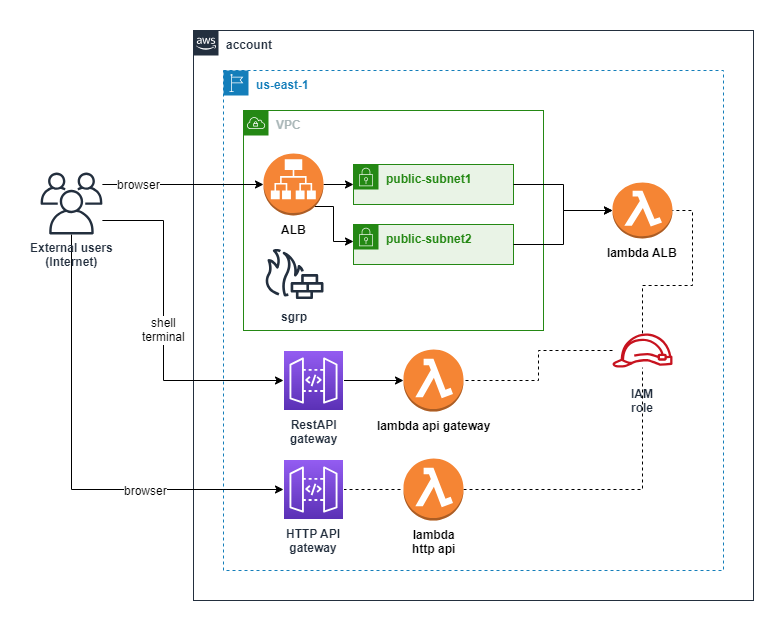 aws
account
us-east-1
VPC
public-subnet1
browser
ALB
public-subnet2
External users
(Internet)
lambda ALB
sgrp
shell
terminal
IAM
role
RestAPI
gateway
lambda api gateway
browser
HTTP API
gateway
lambda
http api